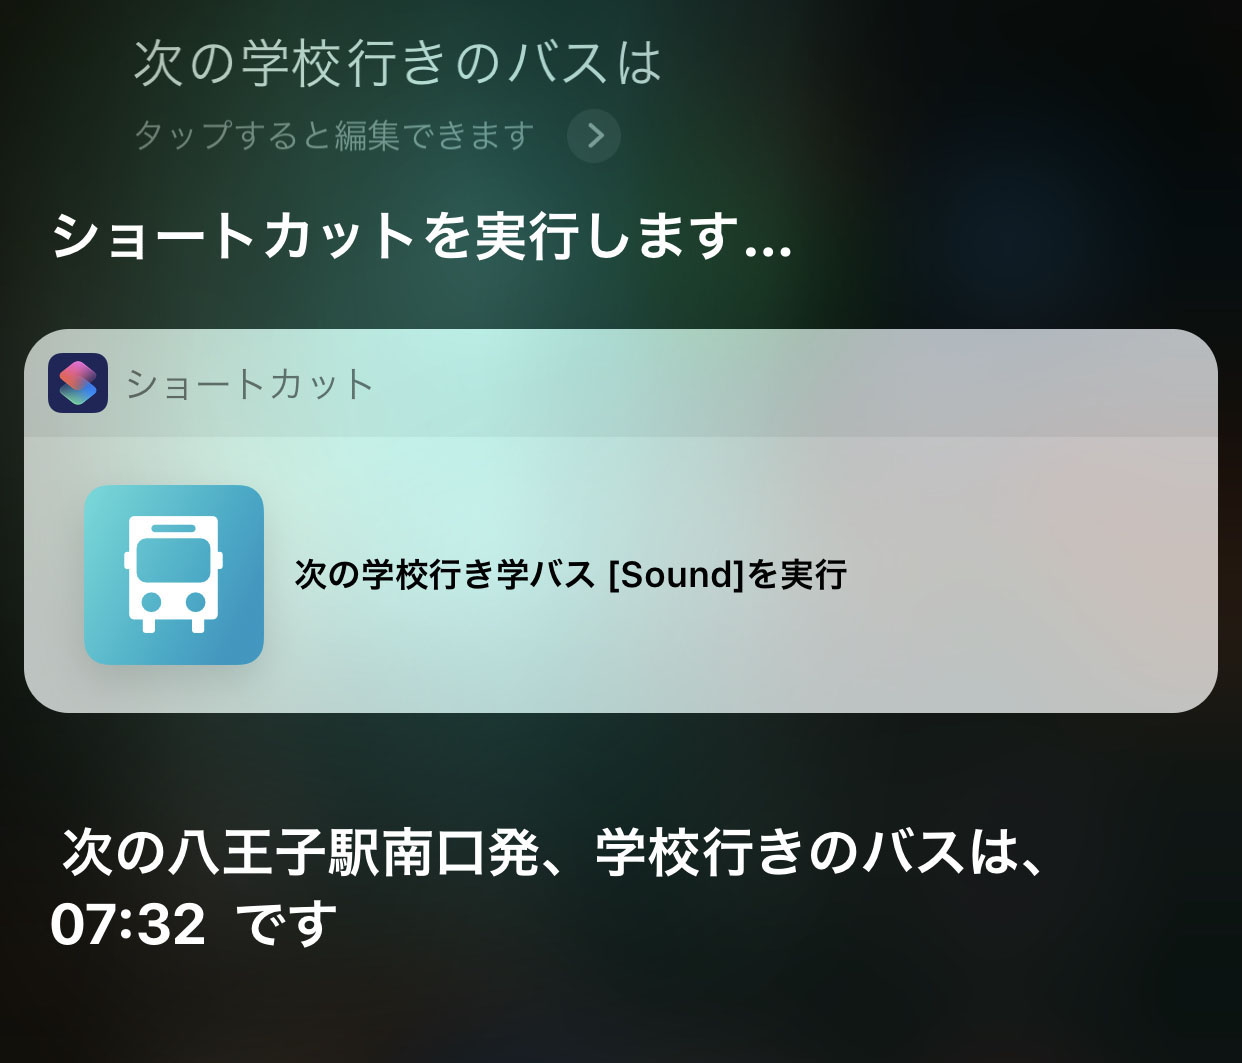 次の学校行きのバスは
タップすると編集できます
ショートカットを実行します...
ショートカット
次の学校行き学バス [Sound]を実行
次の八王子駅南口発、学校行きのバスは、
07:32 です